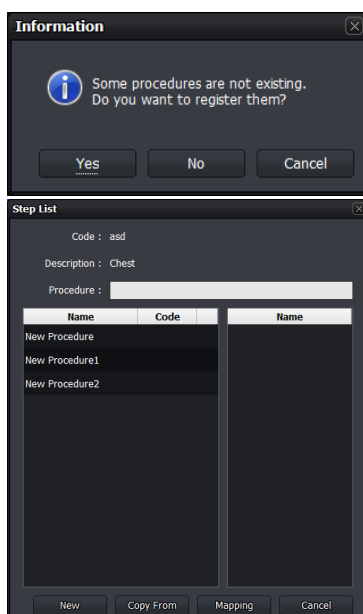 Information
Some procedures are not existing.
Do you want to register them?
Yes No Cancel
Step List
Code : asd
Description : Chest
Procedure :
Name Code Name
New Procedure
New Procedure1
New Procedure2
New Copy From Mapping Cancel